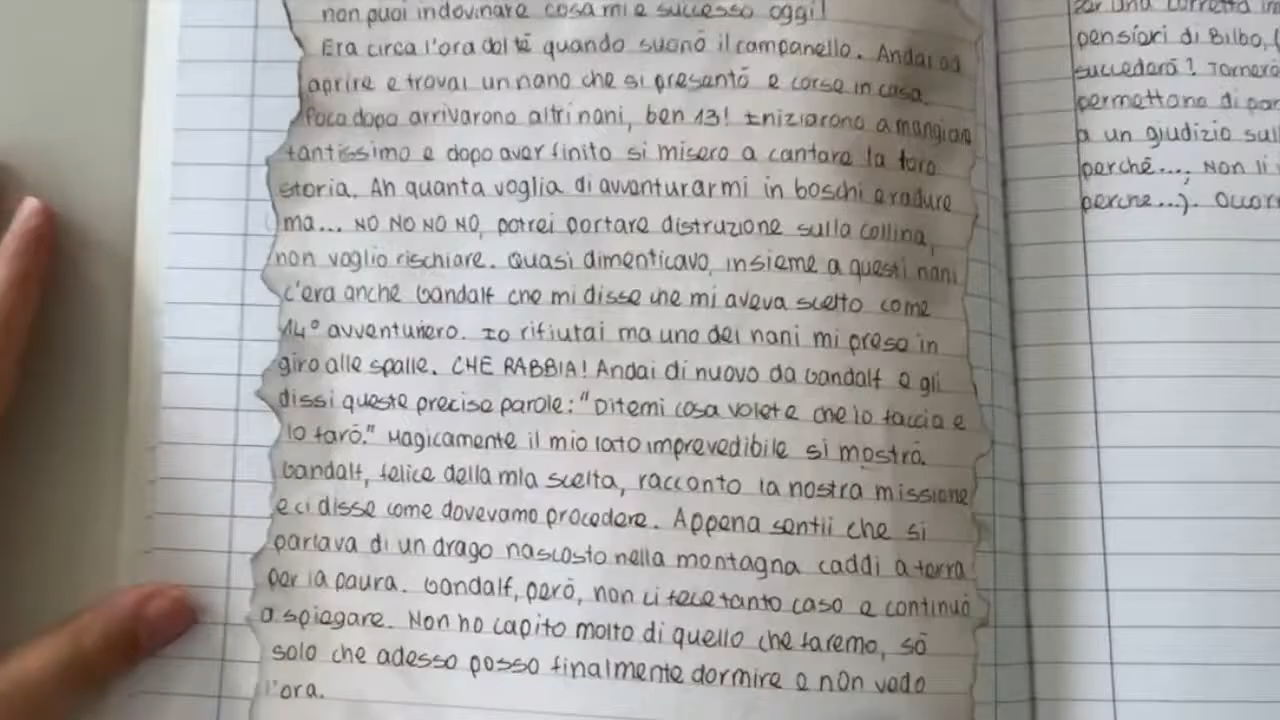 non puoi indovinare cosa mi è successo oggi!
Era circa l'ora del tè quando suonò il campanello. Andai ad
aprire e trovai un nano che si presentò e corse in casa.
Poco dopo arrivarono altri nani, ben 13! Iniziarono a mangiare
tantissimo e dopo aver finito si misero a cantare la loro
storia. Ah quanta voglia di avventurarmi in boschi e radure
ma... NO NO NO NO, potrei portare distruzione sulla collina,
non voglio rischiare. Quasi dimenticavo, insieme a questi nani
c'era anche Gandalf che mi disse che mi aveva scelto come
14° avventuriero. Io rifiutai ma uno dei nani mi prese in
giro alle spalle. CHE RABBIA! Andai di nuovo da Gandalf e gli
dissi queste precise parole: "Ditemi cosa volete che io faccia e
lo farò." Magicamente il mio lato imprevedibile si mostrò.
Gandalf, felice della mia scelta, racconto la nostra missione
e ci disse come dovevamo procedere. Appena sentii che si
parlava di un drago nascosto nella montagna caddi a terra
per la paura. Gandalf, però, non ci fece tanto caso e continuò
a spiegare. Non ho capito molto di quello che faremo, sò
solo che adesso posso finalmente dormire e non vedo
l'ora.
pensieri di Bilbo,
succederà? Tornerà
permettono di
a un giudizio
perché...; Non li
perché...).